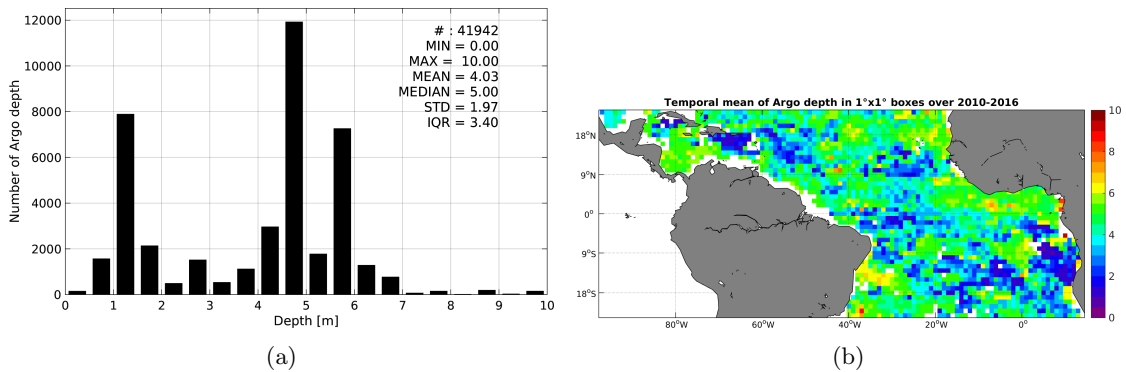 12000
10000
8000
6000
4000
2000
0
Number of Argo depth
# : 41942
MIN = 0.00
MAX = 10.00
MEAN = 4.03
MEDIAN = 5.00
STD = 1.97
IQR = 3.40
0 1 2 3 4 5 6 7 8 9 10
Depth [m]
(a)
Temporal mean of Argo depth in 1°x1° boxes over 2010-2016
18°N
9°N
0°
9°S
18°S
80°W 60°W 40°W 20°W 0°
10
8
6
4
2
0
(b)